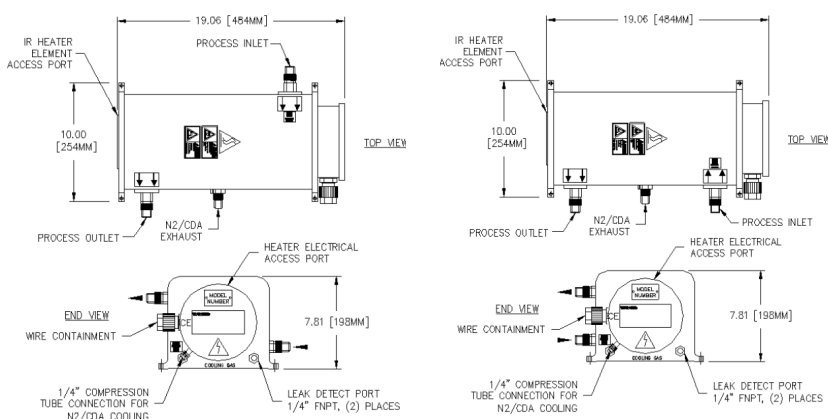 19.06 [484MM]
IR HEATER
ELEMENT
ACCESS PORT
PROCESS INLET
10.00
[254MM]
TOP VIEW
PROCESS OUTLET
N2/CDA
EXHAUST
HEATER ELECTRICAL
ACCESS PORT
END VIEW
MODEL
NUMBER
CE
7.81 [198MM]
WIRE CONTAINMENT
COOLING GAS
1/4" COMPRESSION
TUBE CONNECTION FOR
N2/CDA COOLING
LEAK DETECT PORT
1/4" FNPT, (2) PLACES
19.06 [484MM]
IR HEATER
ELEMENT
ACCESS PORT
10.00
[254MM]
TOP VIEW
PROCESS OUTLET
N2/CDA
EXHAUST
PROCESS INLET
HEATER ELECTRICAL
ACCESS PORT
END VIEW
MODEL
NUMBER
CE
7.81 [198MM]
WIRE CONTAINMENT
COOLING GAS
1/4" COMPRESSION
TUBE CONNECTION FOR
N2/CDA COOLING
LEAK DETECT PORT
1/4" FNPT, (2) PLACES